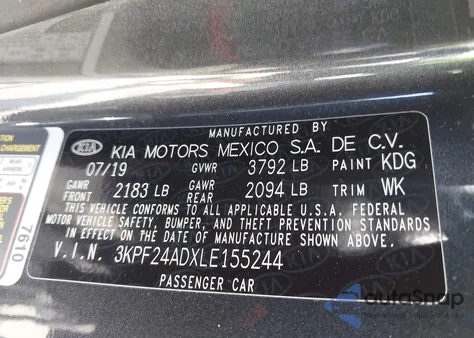 MANUFACTURED BY
KIA KIA MOTORS MEXICO S.A. DE C.V.
07/19 GVWR 3792 LB PAINT KDG
GAWR FRONT 2183 LB GAWR REAR 2094 LB TRIM WK
THIS VEHICLE CONFORMS TO ALL APPLICABLE U.S.A. FEDERAL
MOTOR VEHICLE SAFETY, BUMPER, AND THEFT PREVENTION STANDARDS
IN EFFECT ON THE DATE OF MANUFACTURE SHOWN ABOVE.
V.I.N. 3KPF24ADXLE155244
PASSENGER CAR
7610
autoSnap